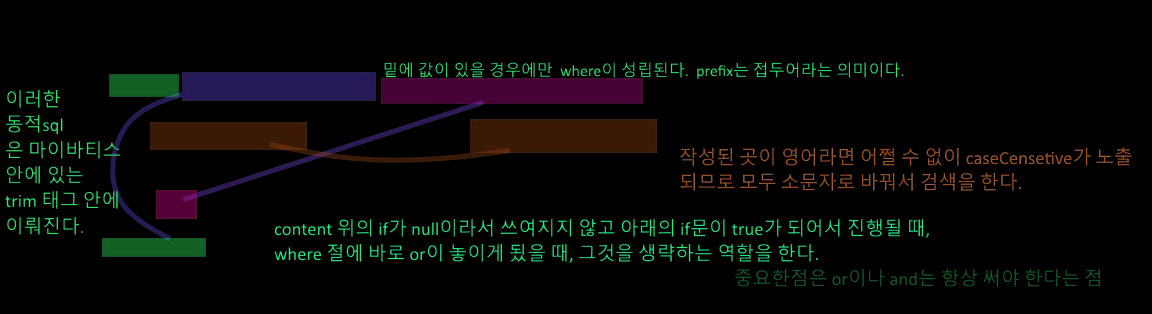 밑에 값이 있을 경우에만 where이 성립된다. prefix는 접두어라는 의미이다.
이러한
동적sql
은 마이바티스
안에 있는
trim 태그 안에
이뤄진다.
작성된 곳이 영어라면 어쩔 수 없이 caseCensetive가 노출
되므로 모두 소문자로 바꿔서 검색을 한다.
content 위의 if가 null이라서 쓰여지지 않고 아래의 if문이 true가 되어서 진행될 때,
where 절에 바로 or이 놓이게 됬을 때, 그것을 생략하는 역할을 한다.
중요한점은 or이나 and는 항상 써야 한다는 점